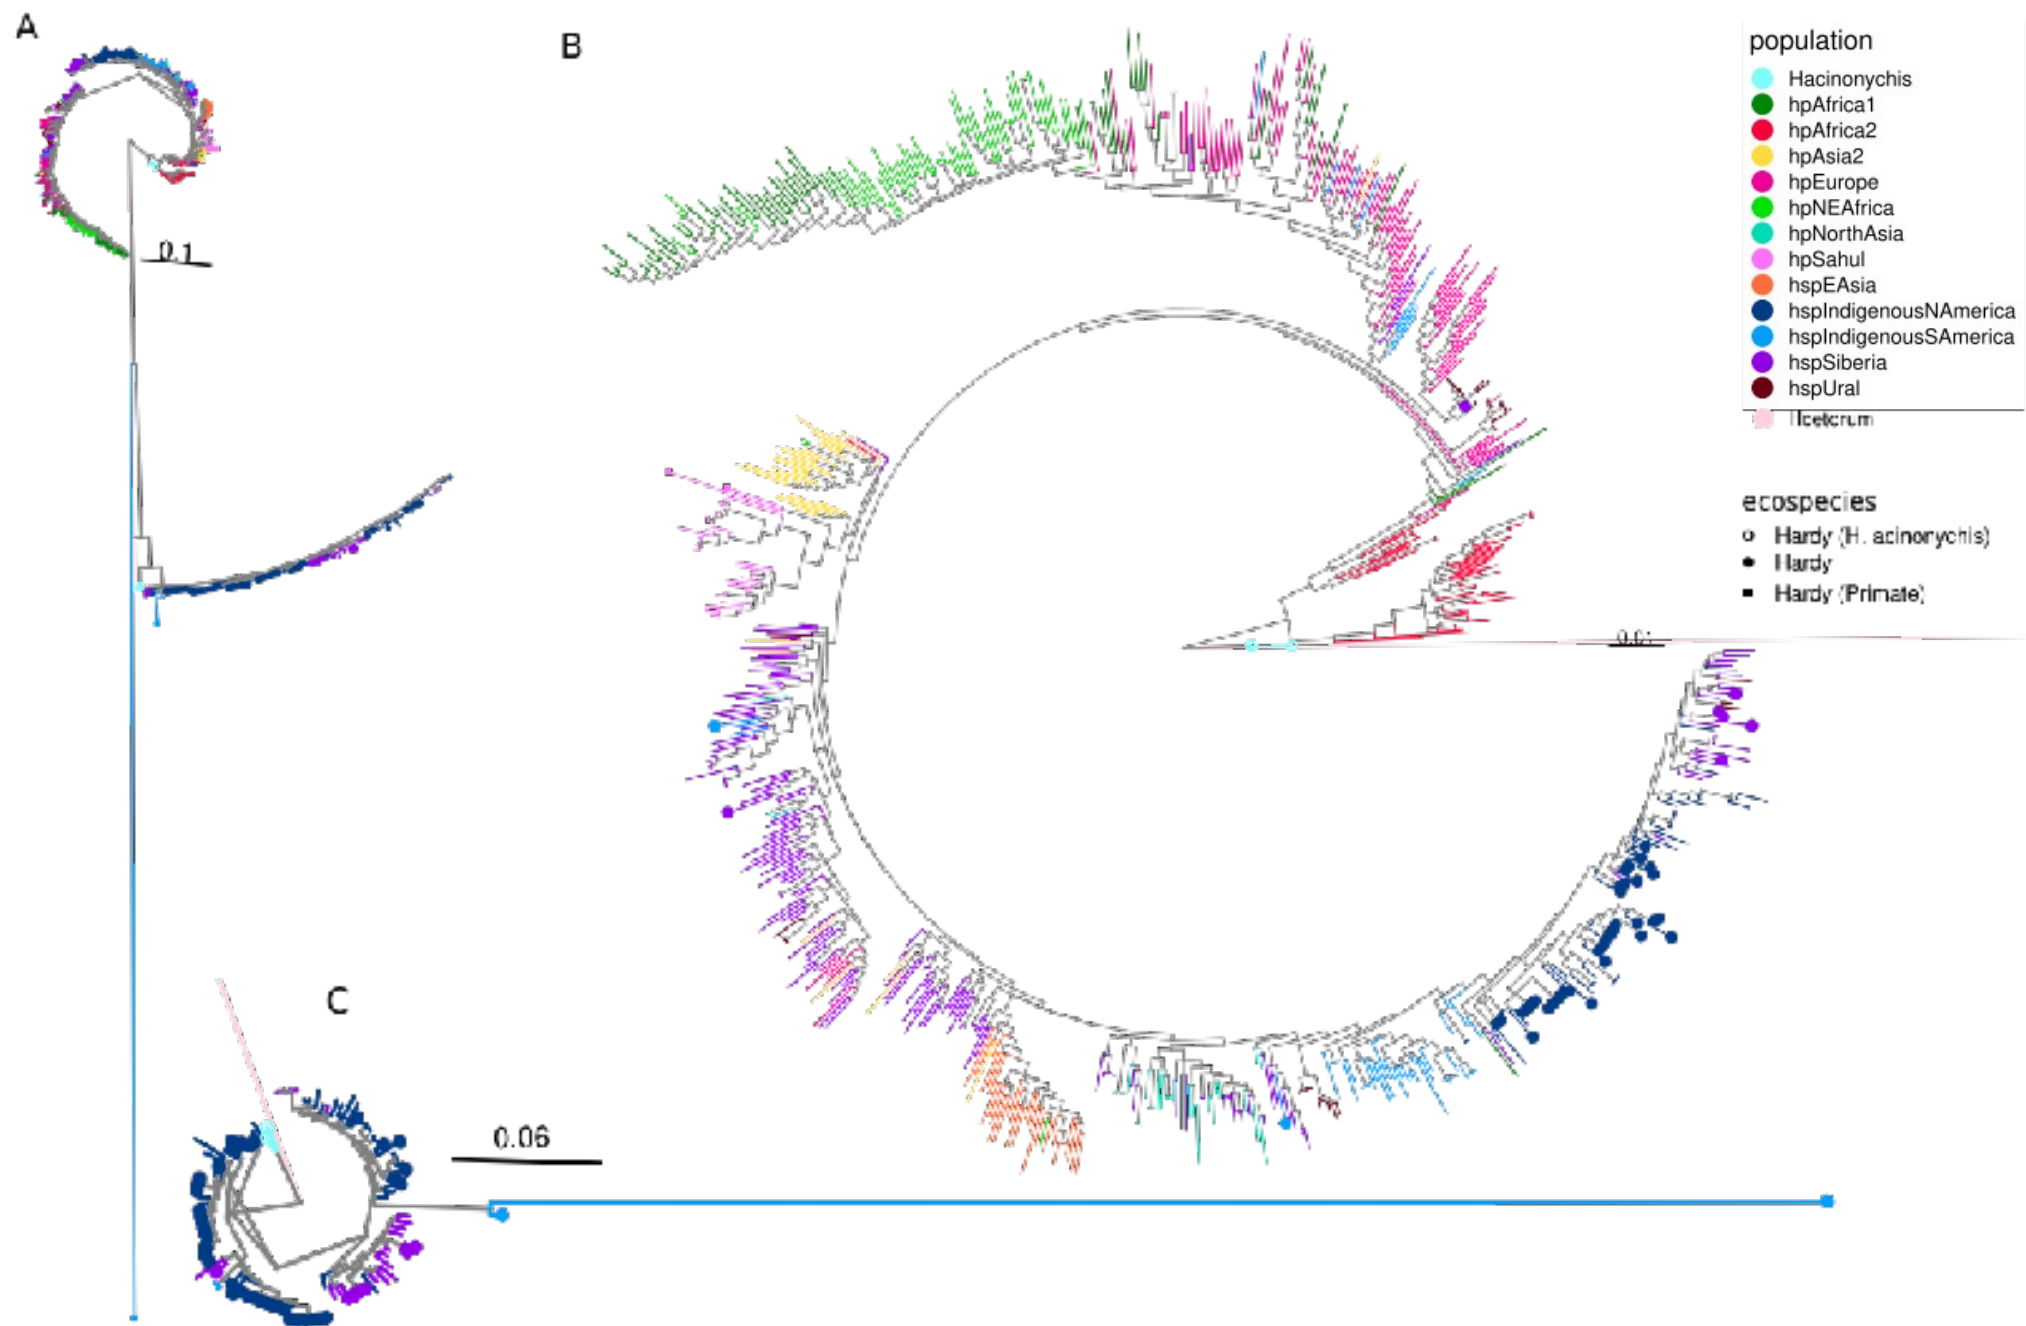 A
B
population
Hacinonychis
hpAfrica1
hpAfrica2
hpAsia2
hpEurope
hpNEAfrica
hpNorthAsia
hpSahul
hspEAsia
hspIndigenousNAmerica
hspIndigenousSAmerica
hspSiberia
hspUral
ecospecies
Hardy (H. acinonychis)
Hardy
Hardy (Primate)
0.1
C
0.06